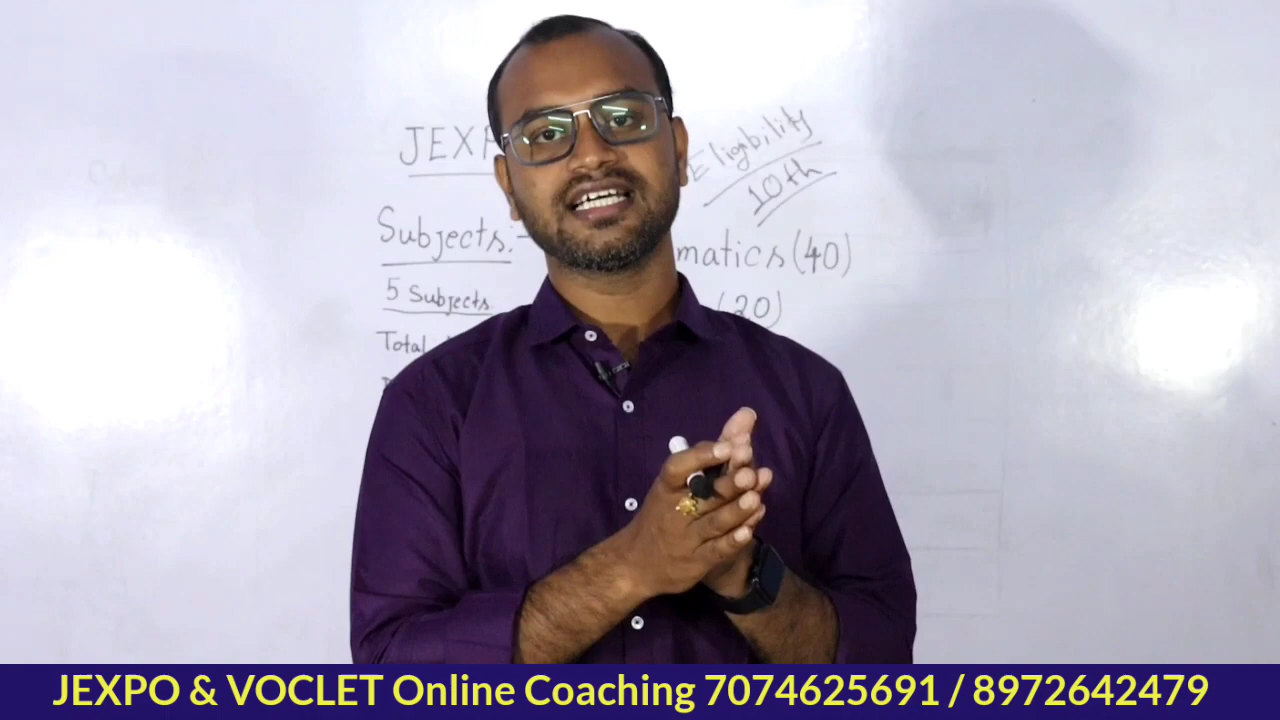 JEXP
Eligibility
10th
Subjects:-
matics (40)
5 Subjects
(20)
Total
JEXPO & VOCLET Online Coaching 7074625691 / 8972642479